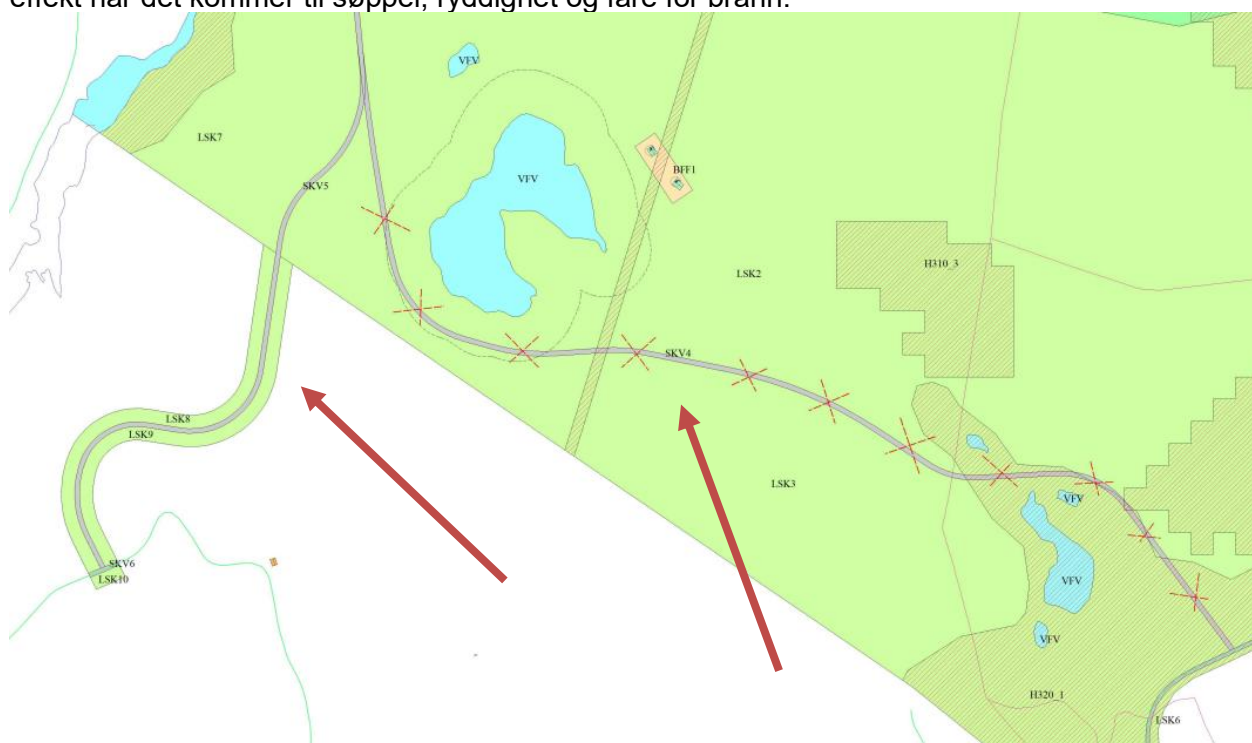 effekt når det kommer til søppel, ryddighet og fare for brann.
VFV
LSK7
BFF1
VFV
SKV5
H310_3
LSK2
SKV4
LSK8
LSK9
LSK3
VFV
SKV6
LSK10
VFV
VFV
H320_1
LSK6